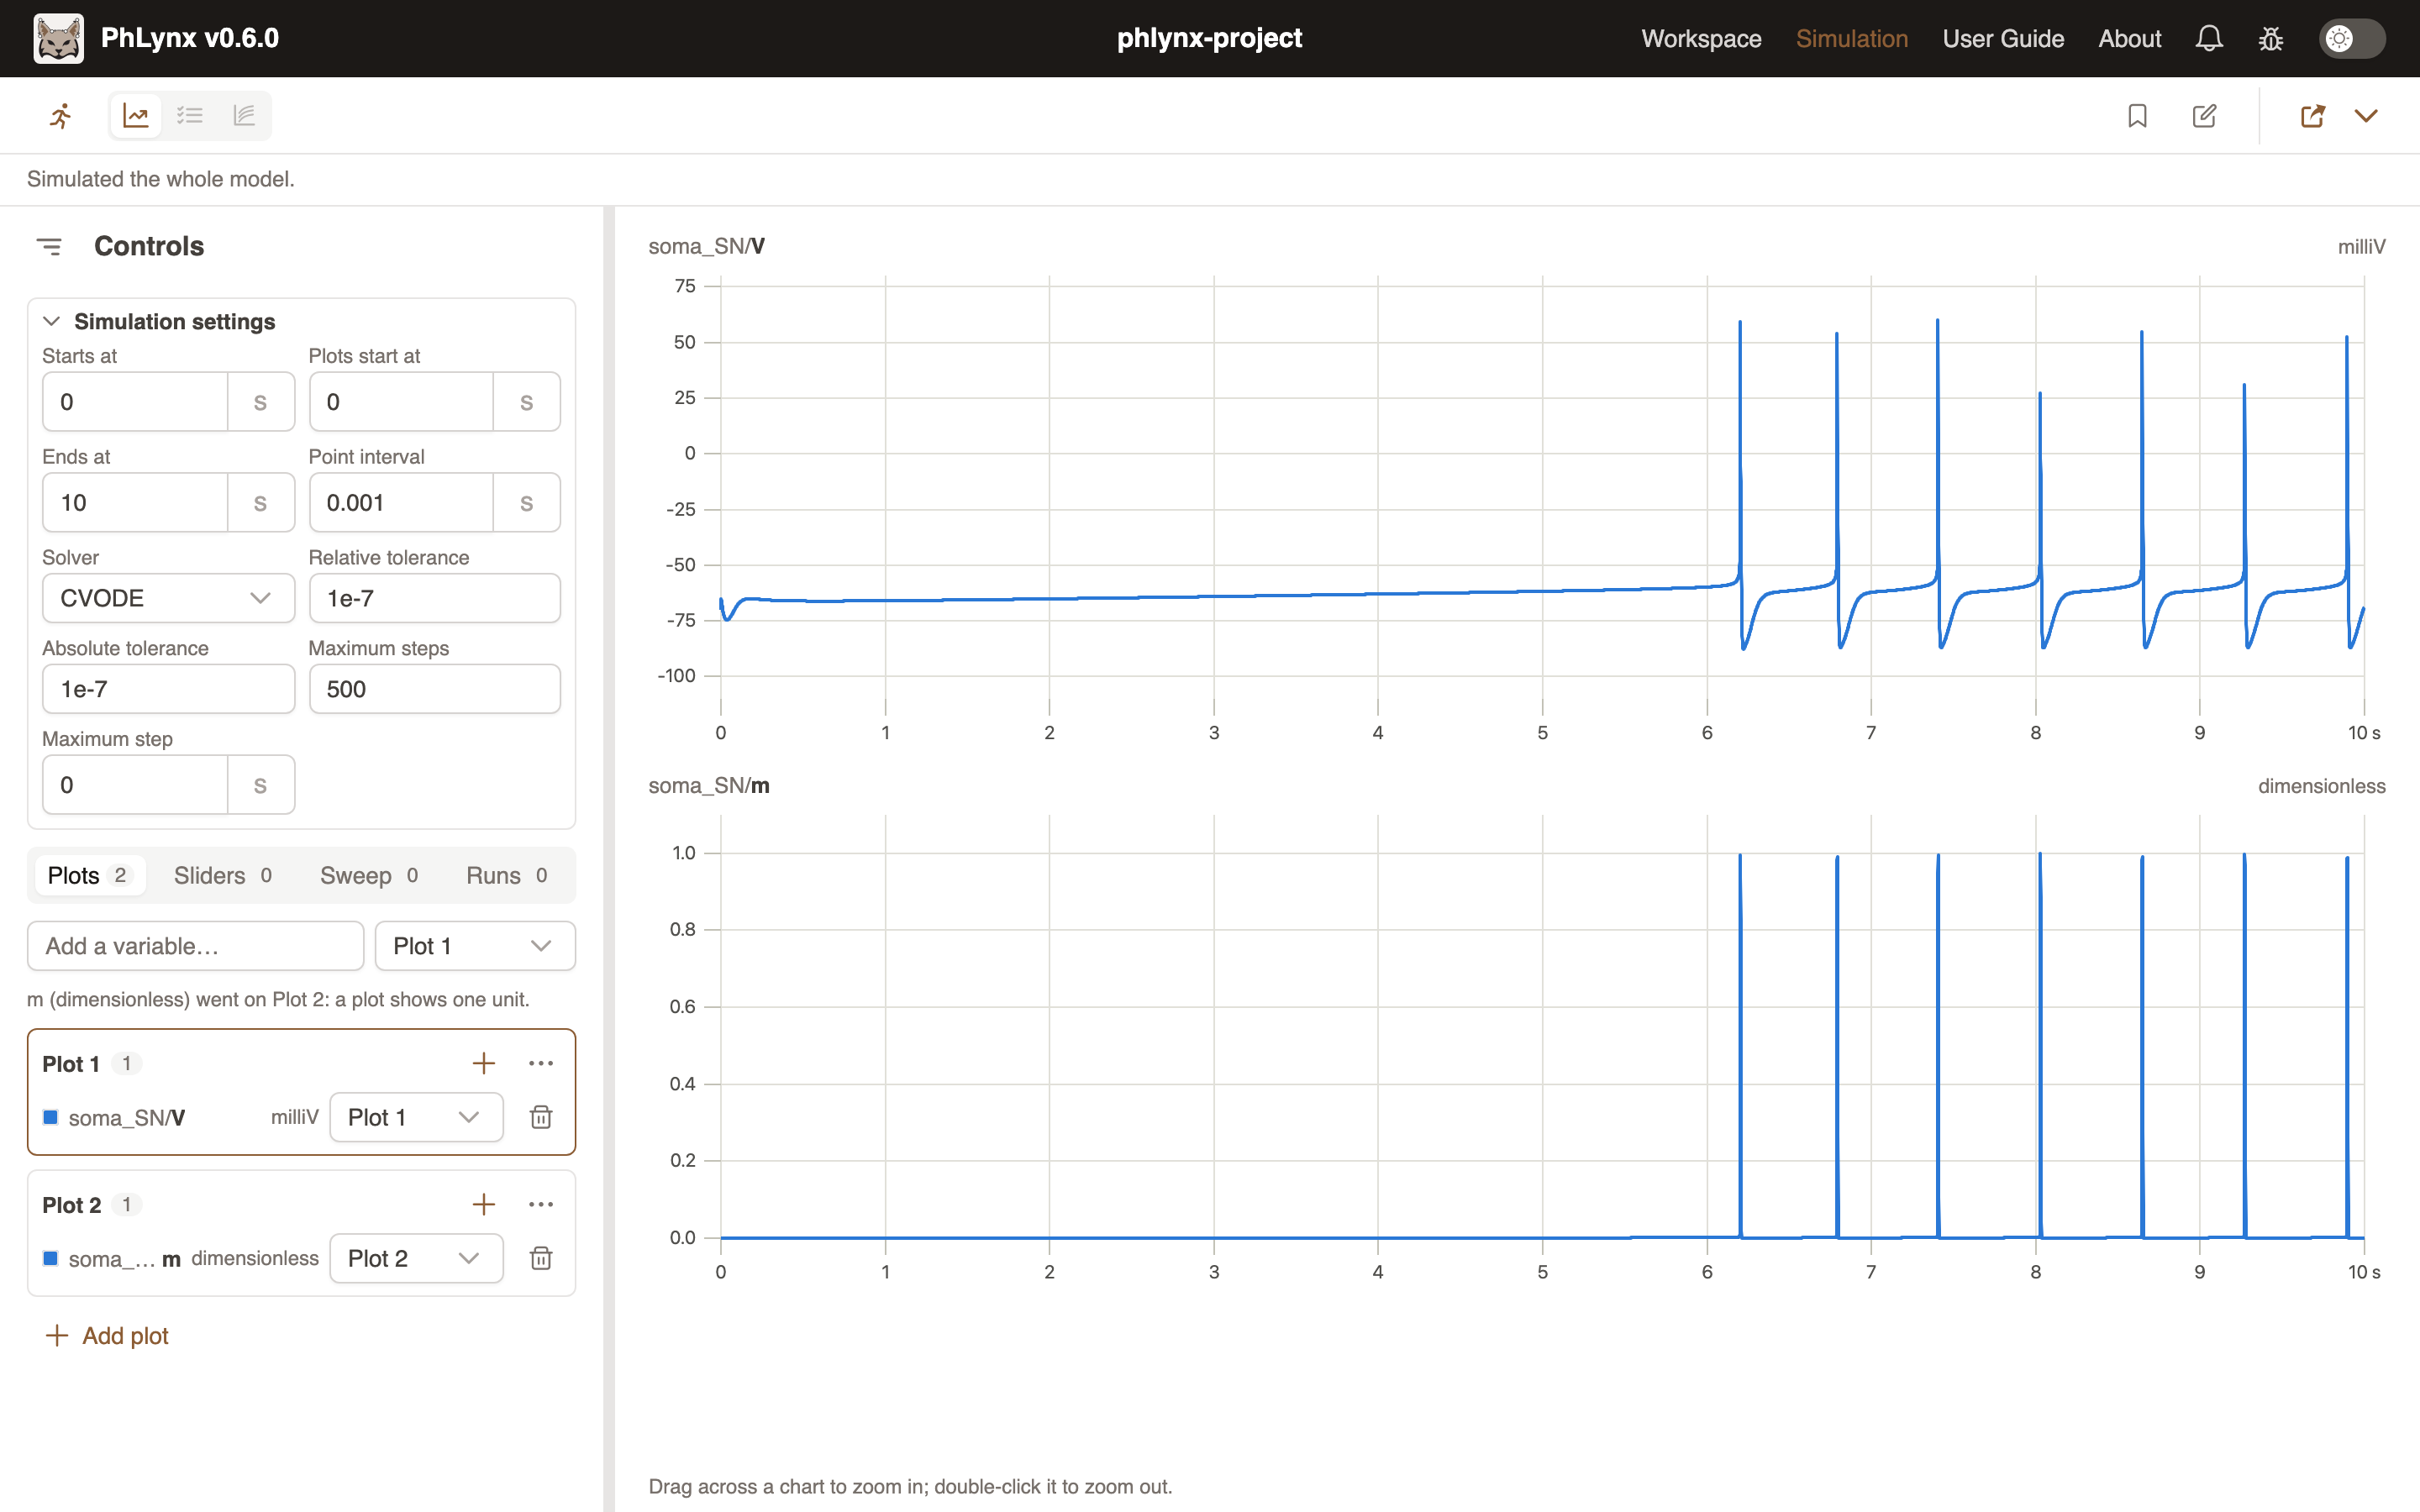 PhLynx v0.6.0
phlynx-project
Workspace
Simulation
User Guide
About
Simulated the whole model.
Controls
Simulation settings
Starts at
Plots start at
0 s
0 s
Ends at
Point interval
10 s
0.001 s
Solver
Relative tolerance
CVODE
1e-7
Absolute tolerance
Maximum steps
1e-7
500
Maximum step
0 s
Plots 2
Sliders 0
Sweep 0
Runs 0
Add a variable…
Plot 1
m (dimensionless) went on Plot 2: a plot shows one unit.
Plot 1 1
soma_SN/V milliV Plot 1
Plot 2 1
soma_… m dimensionless Plot 2
Add plot
soma_SN/V
milliV
75
50
25
0
-25
-50
-75
-100
0 1 2 3 4 5 6 7 8 9 10 s
soma_SN/m
dimensionless
1.0
0.8
0.6
0.4
0.2
0.0
0 1 2 3 4 5 6 7 8 9 10 s
Drag across a chart to zoom in; double-click it to zoom out.